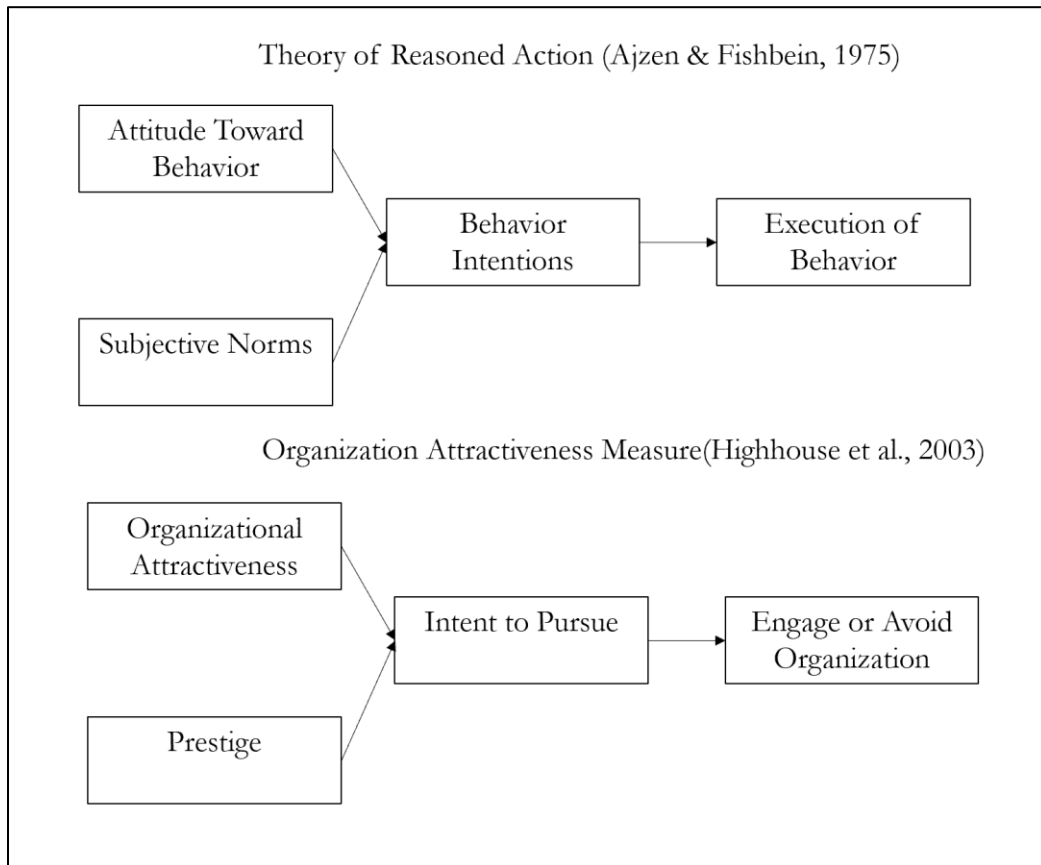 Theory of Reasoned Action (Ajzen & Fishbein, 1975)
Attitude Toward
Behavior
Behavior
Intentions
Execution of
Behavior
Subjective Norms
Organization Attractiveness Measure(Highhouse et al., 2003)
Organizational
Attractiveness
Intent to Pursue
Engage or Avoid
Organization
Prestige